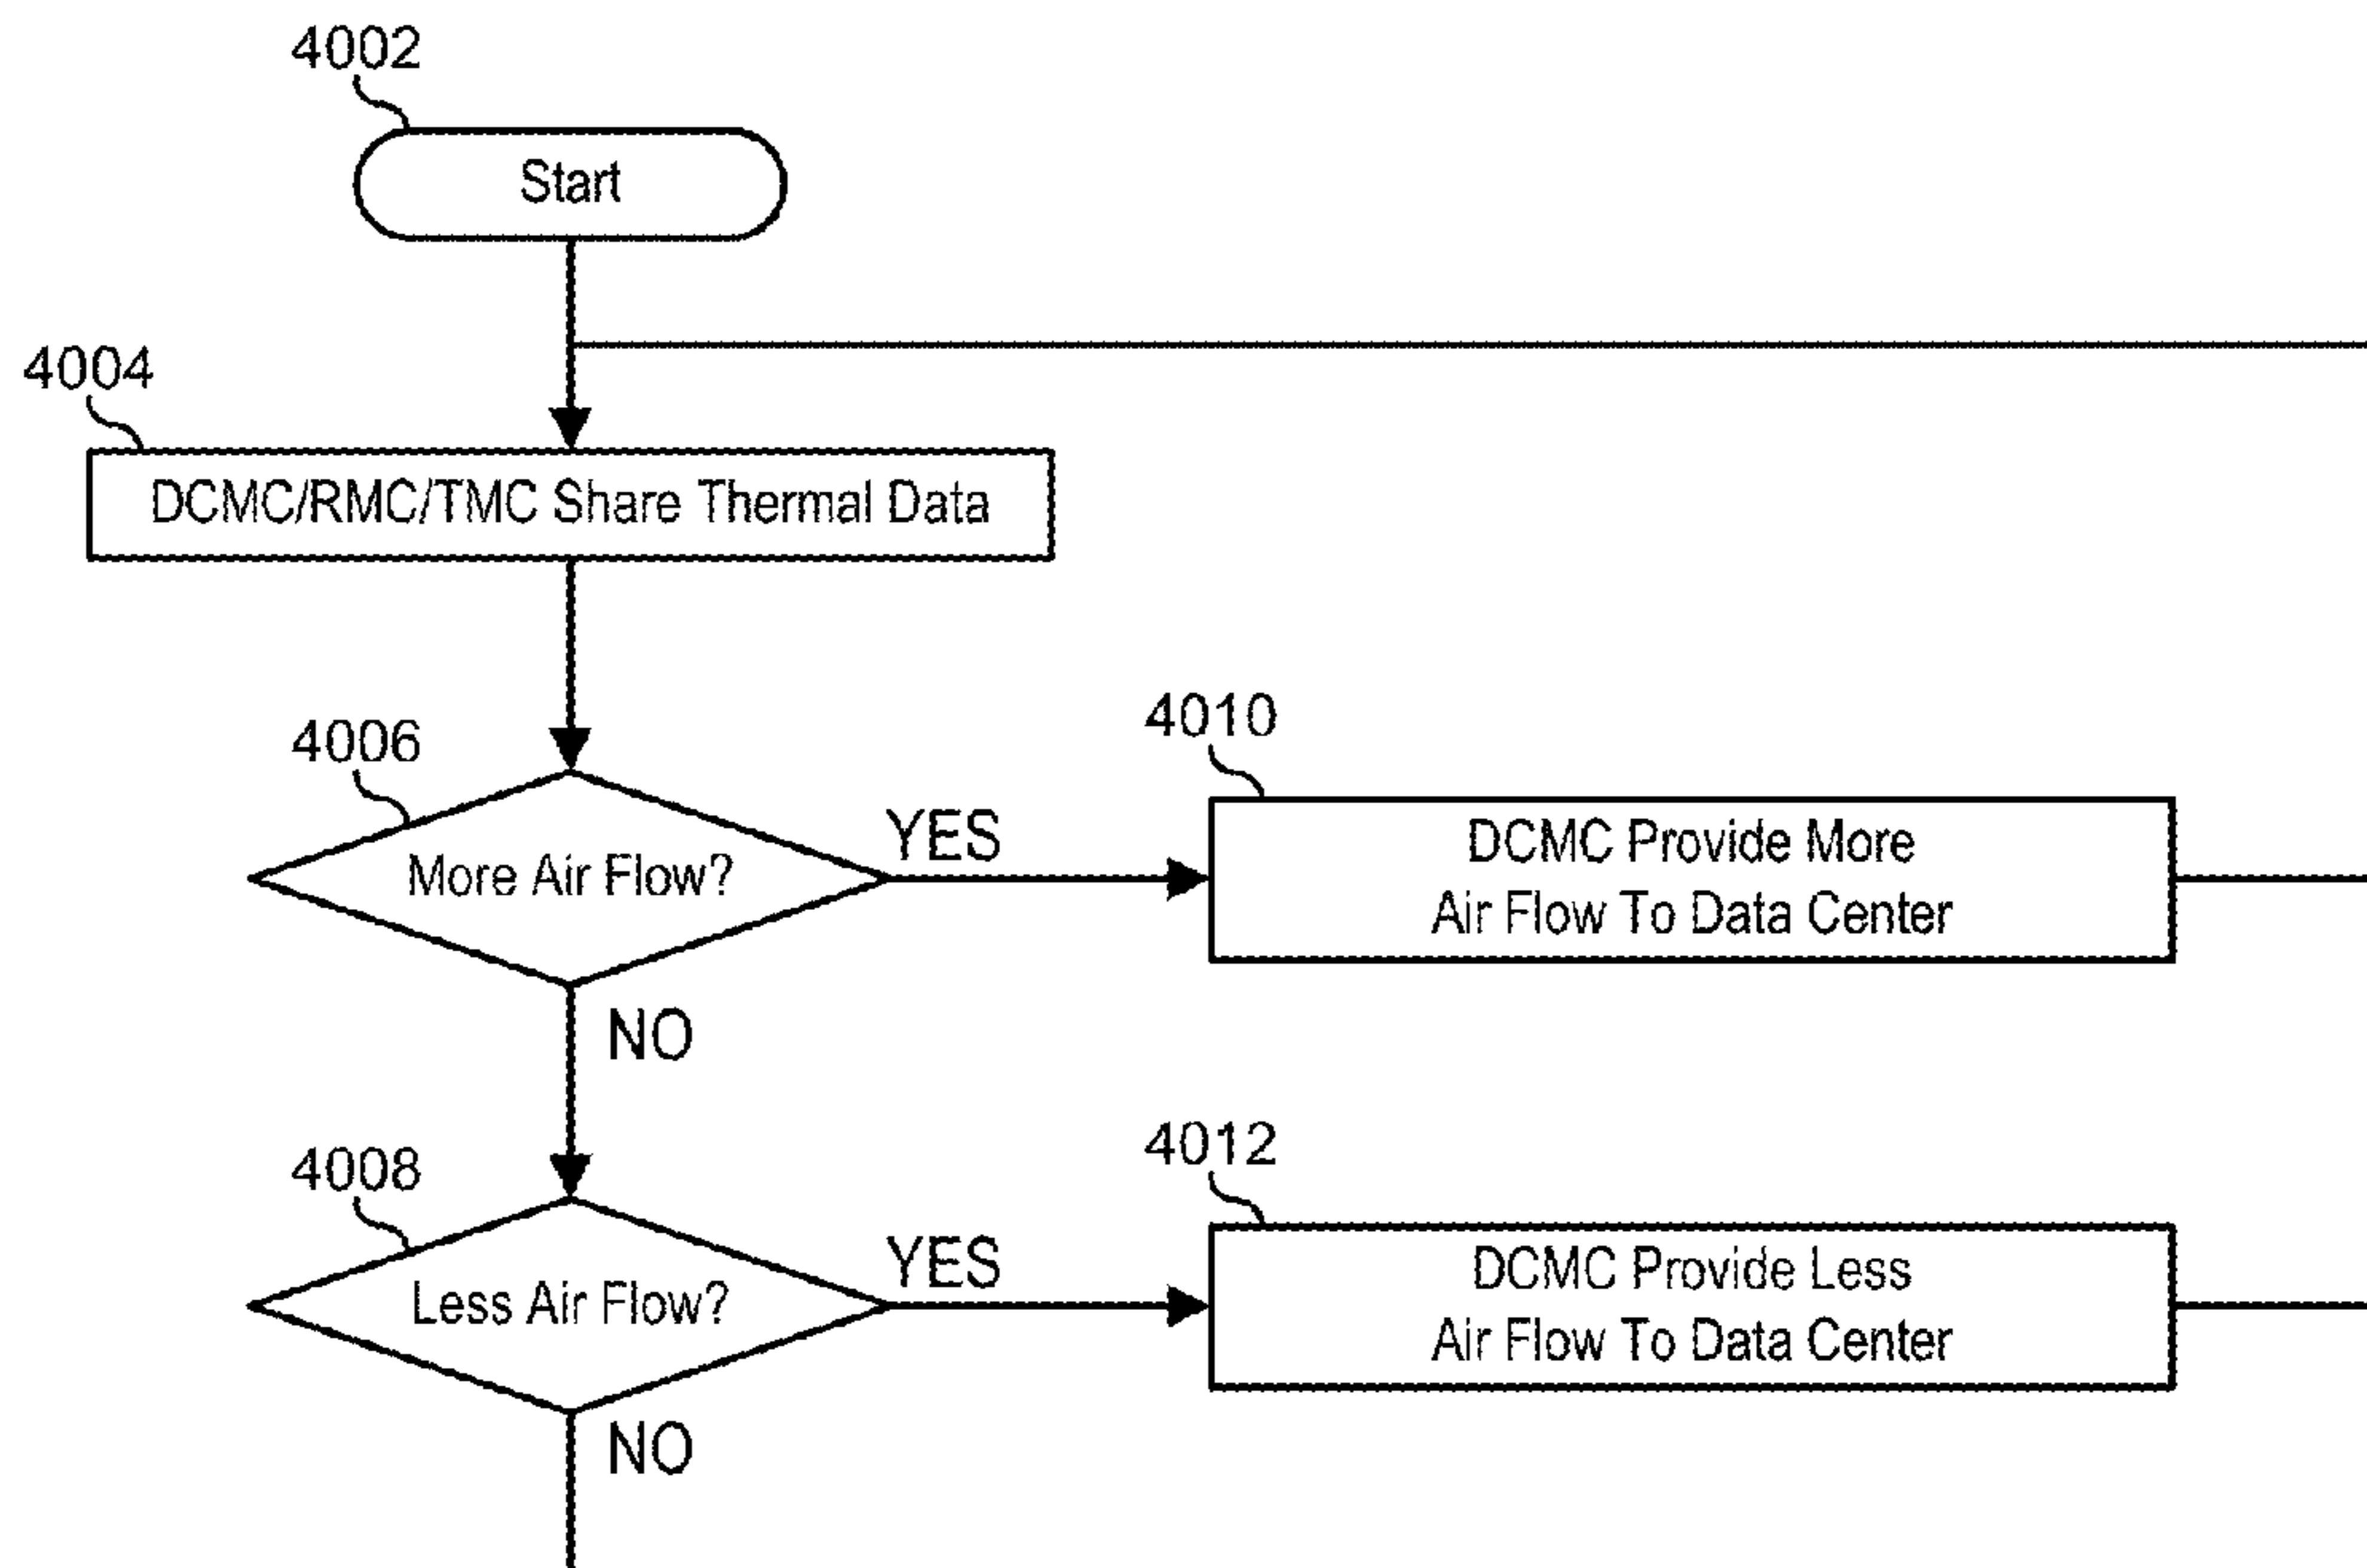 4002
Start
4004
DCMC/RMC/TMC Share Thermal Data
4006
More Air Flow?
YES
4010
DCMC Provide More
Air Flow To Data Center
NO
4008
Less Air Flow?
YES
4012
DCMC Provide Less
Air Flow To Data Center
NO